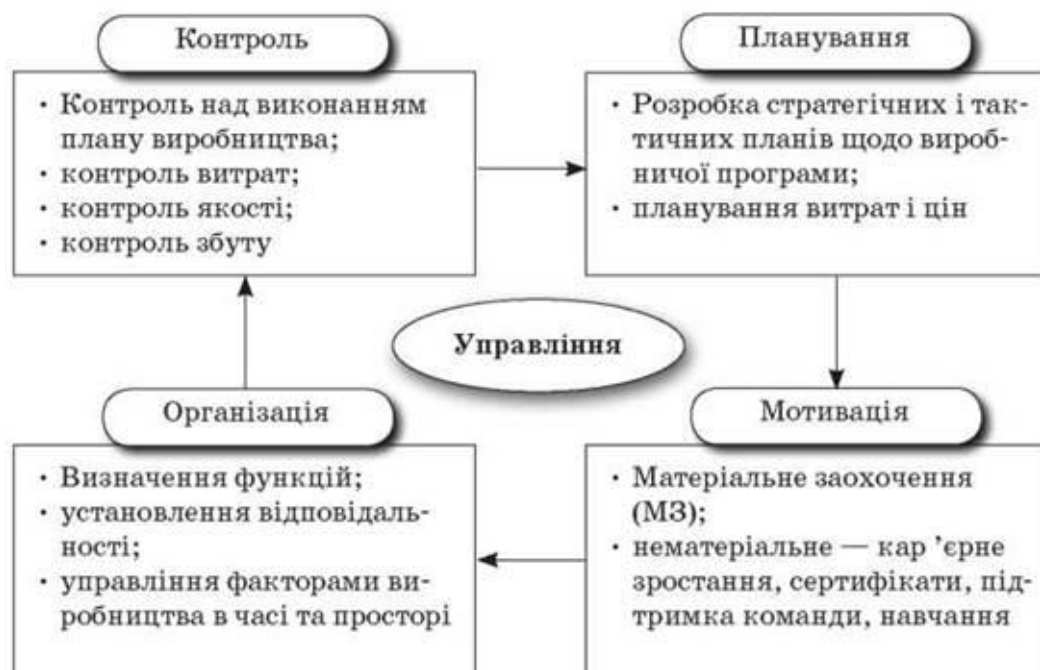 Контроль
• Контроль над виконанням
плану виробництва;
• контроль витрат;
• контроль якості;
• контроль збуту
Планування
• Розробка стратегічних і так-
тичних планів щодо вироб-
ничої програми;
• планування витрат і цін
Управління
Організація
• Визначення функцій;
• установлення відповідаль-
ності;
• управління факторами ви-
робництва в часі та просторі
Мотивація
• Матеріальне заохочення
(МЗ);
• нематеріальне — кар ’єрне
зростання, сертифікати, під-
тримка команди, навчання